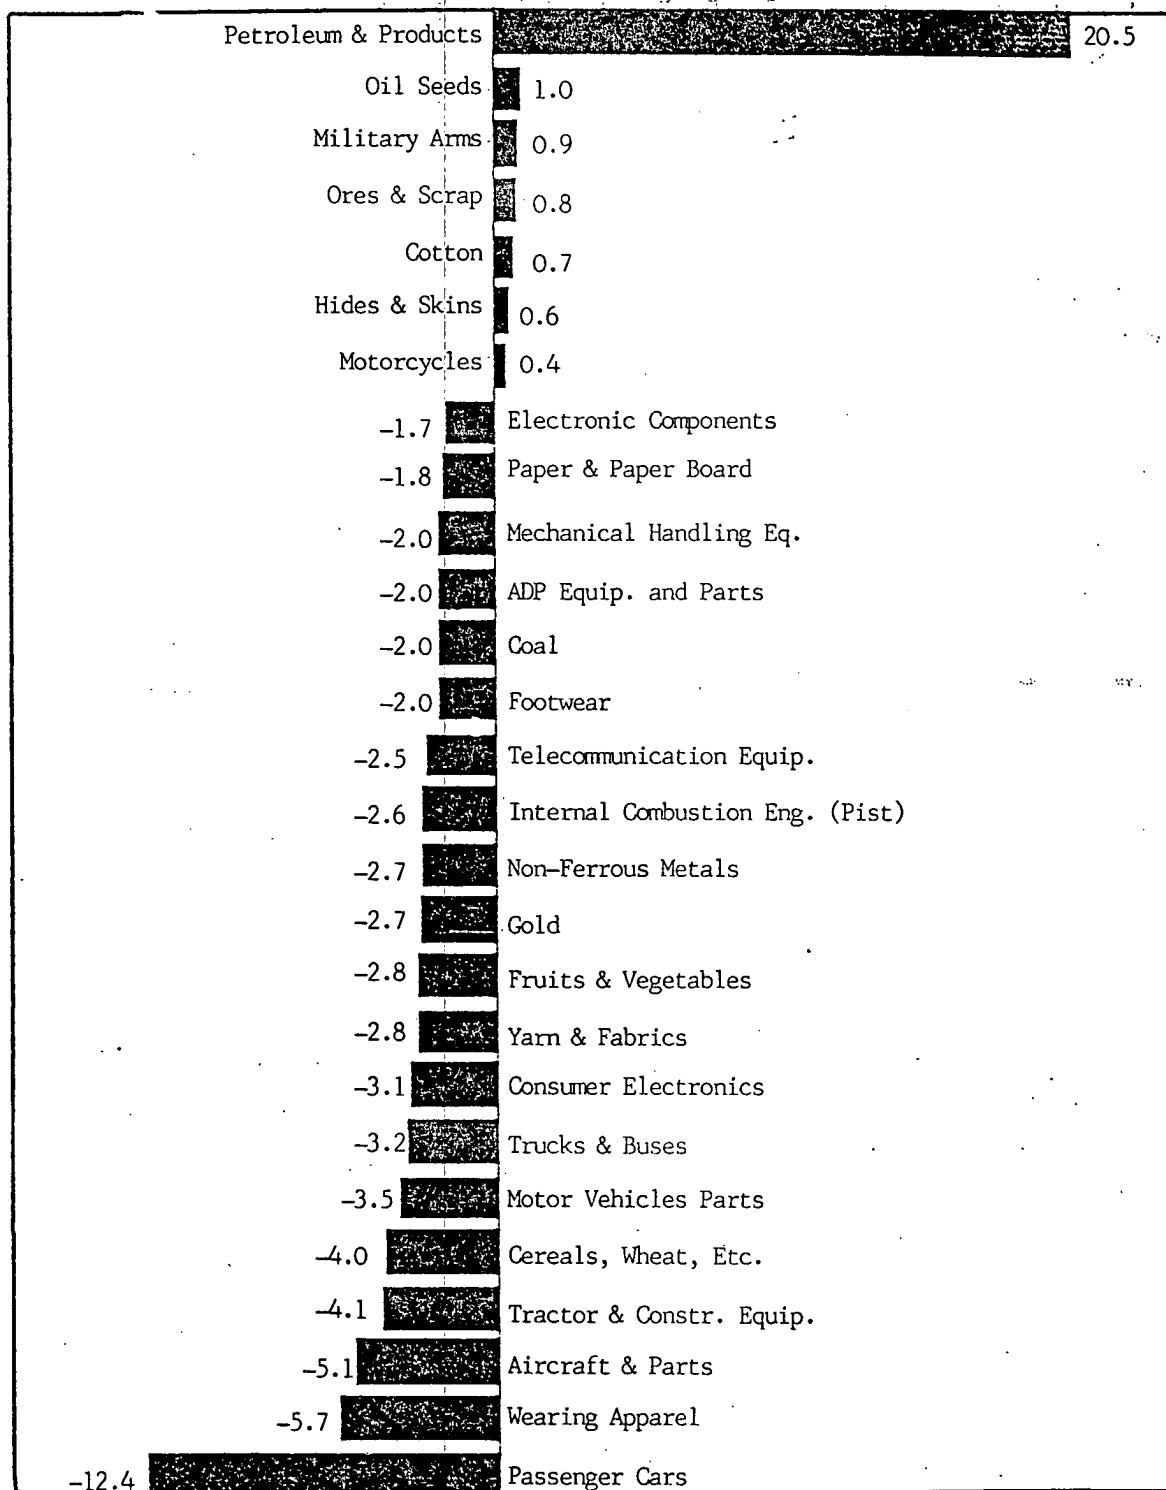 Petroleum & Products 20.5
Oil Seeds 1.0
Military Arms 0.9
Ores & Scrap 0.8
Cotton 0.7
Hides & Skins 0.6
Motorcycles 0.4
-1.7 Electronic Components
-1.8 Paper & Paper Board
-2.0 Mechanical Handling Eq.
-2.0 ADP Equip. and Parts
-2.0 Coal
-2.0 Footwear
-2.5 Telecommunication Equip.
-2.6 Internal Combustion Eng. (Pist)
-2.7 Non-Ferrous Metals
-2.7 Gold
-2.8 Fruits & Vegetables
-2.8 Yarn & Fabrics
-3.1 Consumer Electronics
-3.2 Trucks & Buses
-3.5 Motor Vehicles Parts
-4.0 Cereals, Wheat, Etc.
-4.1 Tractor & Constr. Equip.
-5.1 Aircraft & Parts
-5.7 Wearing Apparel
-12.4 Passenger Cars